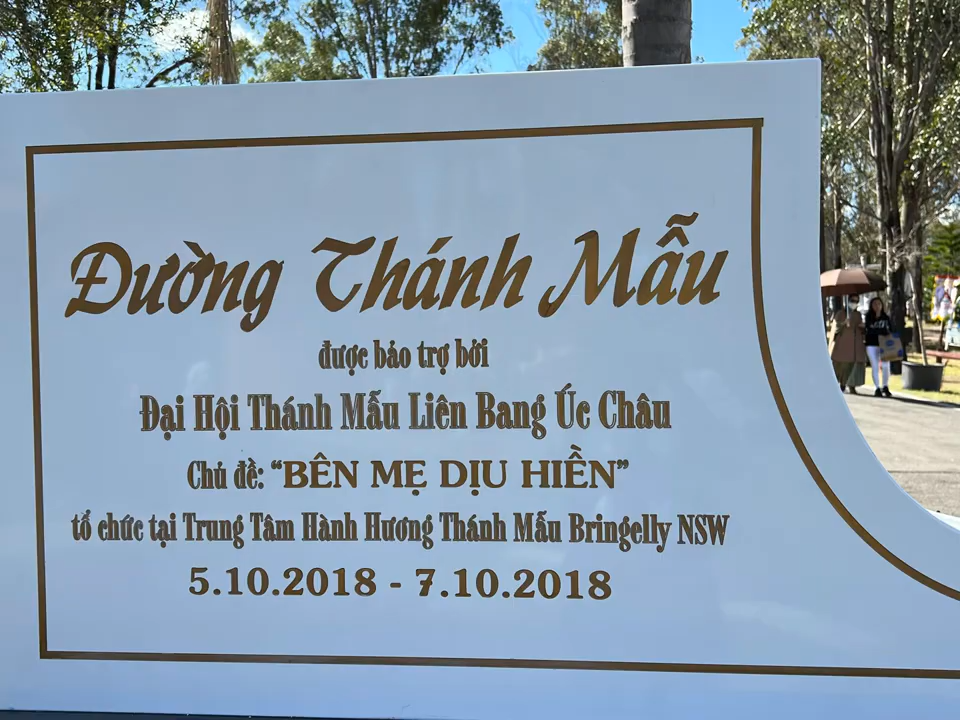 Đường Thánh Mẫu
được bảo trợ bởi
Đại Hội Thánh Mẫu Liên Bang Úc Châu
Chủ đề: “BÊN MẸ DỊU HIỀN”
tổ chức tại Trung Tâm Hành Hương Thánh Mẫu Bringelly NSW
5.10.2018 - 7.10.2018